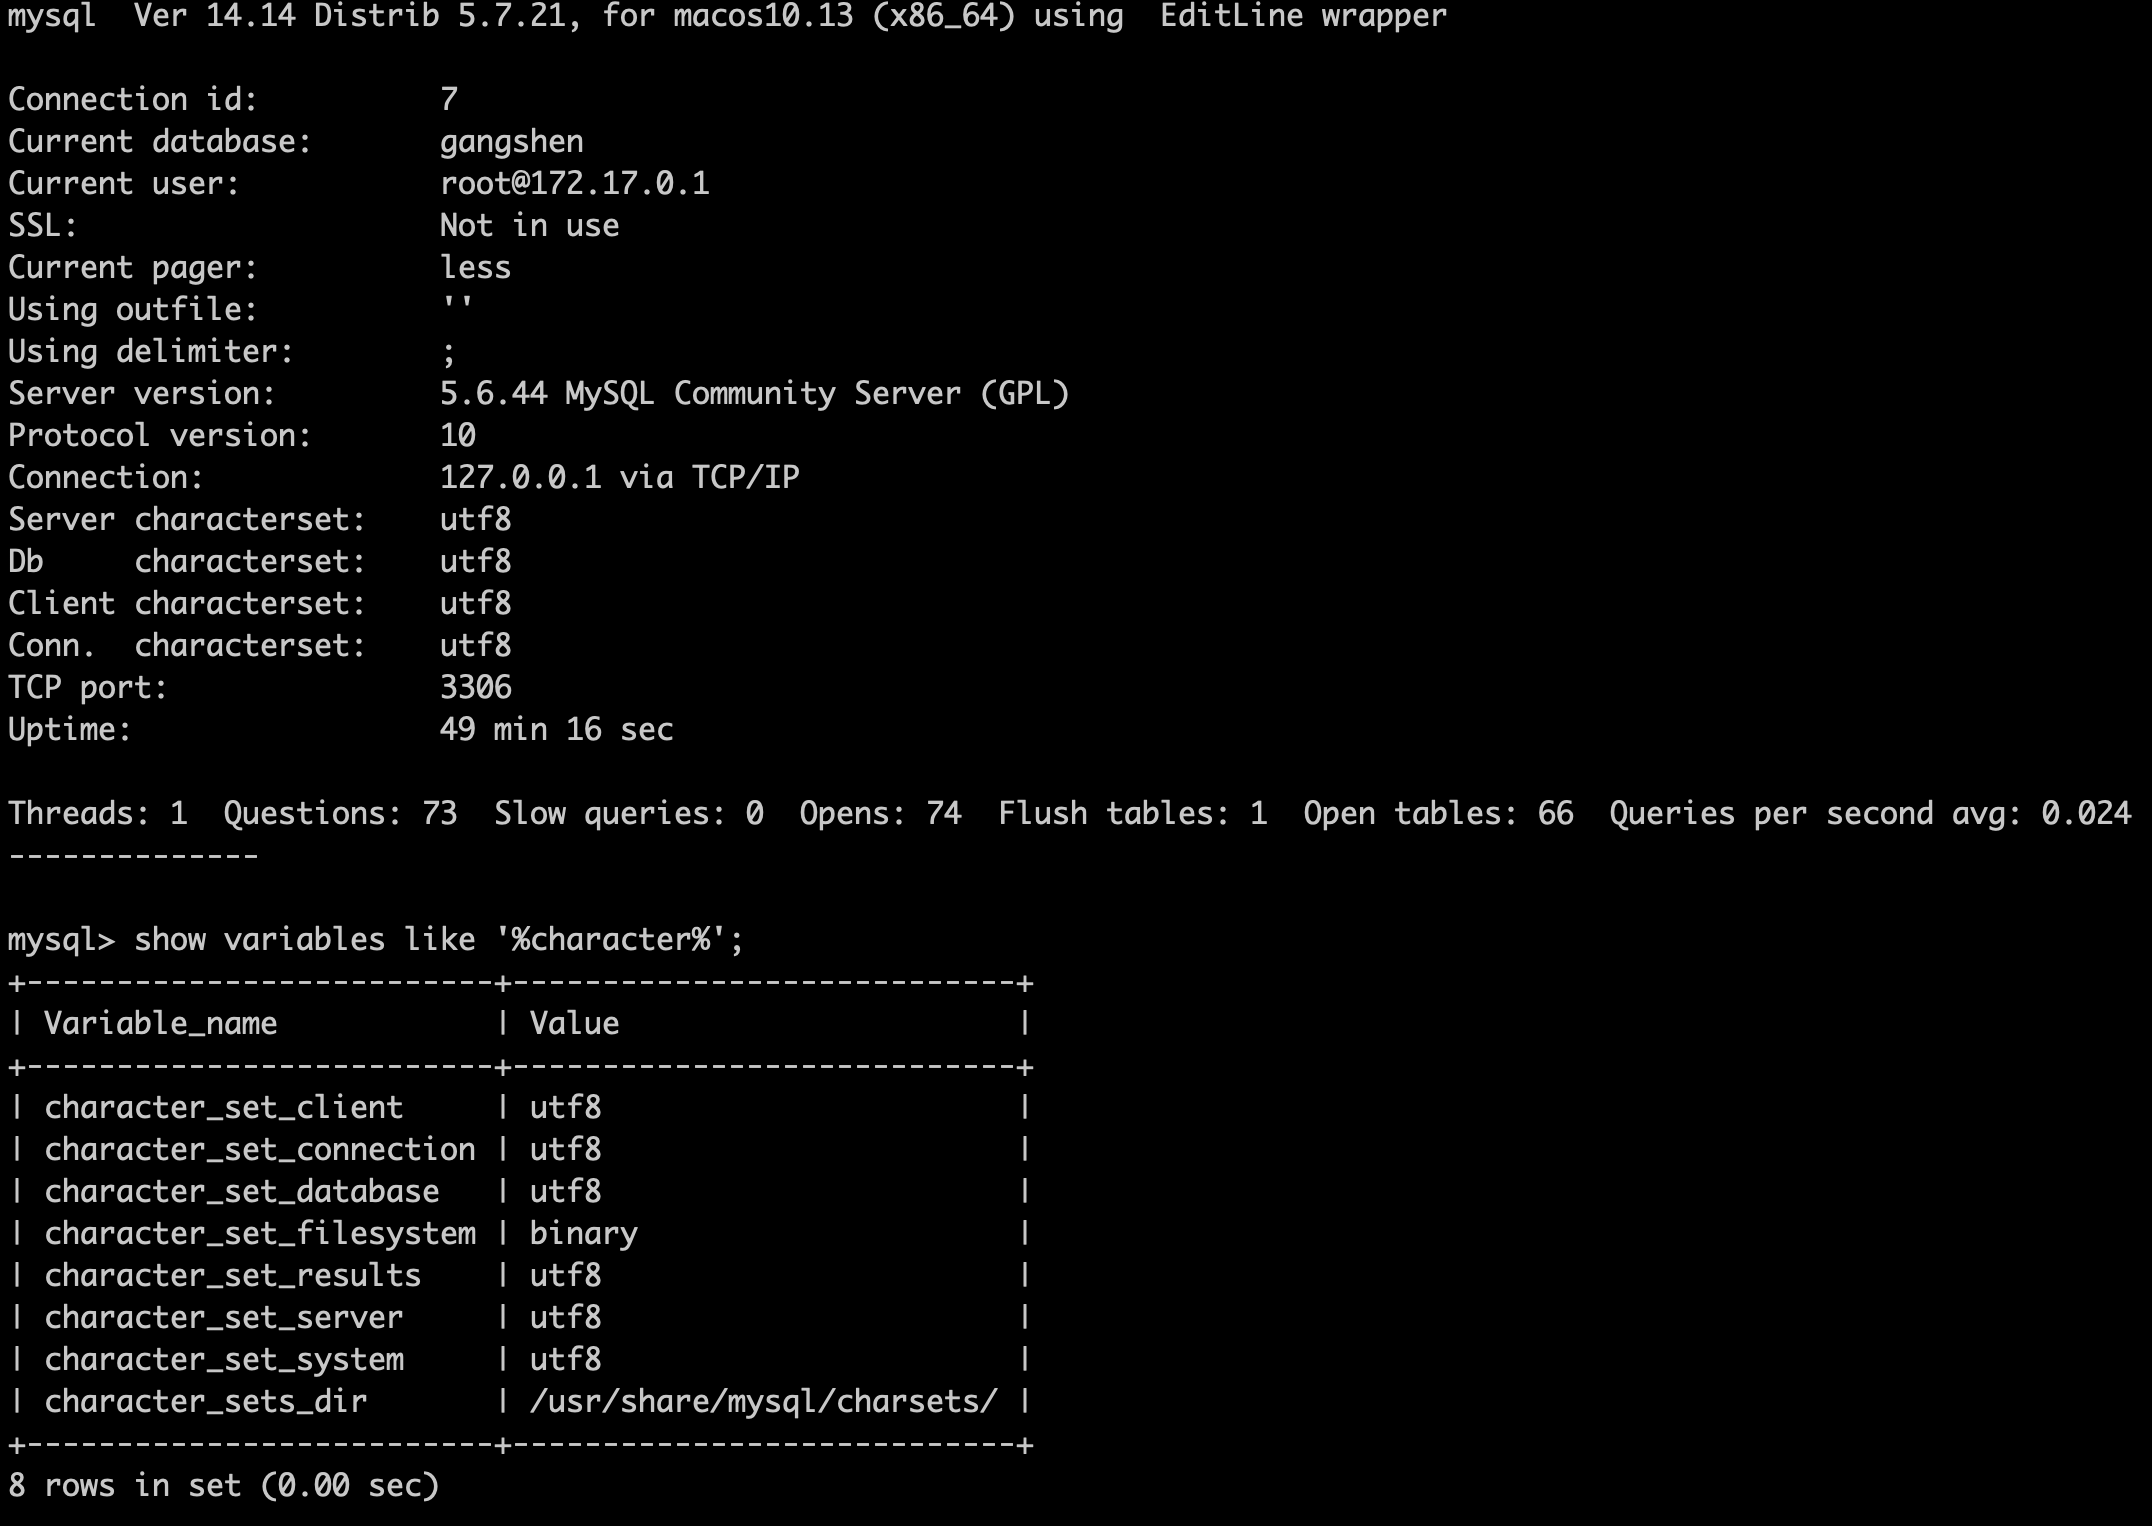 mysql  Ver 14.14 Distrib 5.7.21, for macos10.13 (x86_64) using  EditLine wrapper

Connection id:          7
Current database:       gangshen
Current user:           root@172.17.0.1
SSL:                    Not in use
Current pager:          less
Using outfile:          ''
Using delimiter:        ;
Server version:         5.6.44 MySQL Community Server (GPL)
Protocol version:       10
Connection:             127.0.0.1 via TCP/IP
Server characterset:    utf8
Db     characterset:    utf8
Client characterset:    utf8
Conn.  characterset:    utf8
TCP port:               3306
Uptime:                 49 min 16 sec

Threads: 1  Questions: 73  Slow queries: 0  Opens: 74  Flush tables: 1  Open tables: 66  Queries per second avg: 0.024
--------------

mysql> show variables like '%character%';
+--------------------------+----------------------------+
| Variable_name            | Value                      |
+--------------------------+----------------------------+
| character_set_client     | utf8                       |
| character_set_connection | utf8                       |
| character_set_database   | utf8                       |
| character_set_filesystem | binary                     |
| character_set_results    | utf8                       |
| character_set_server     | utf8                       |
| character_set_system     | utf8                       |
| character_sets_dir       | /usr/share/mysql/charsets/ |
+--------------------------+----------------------------+
8 rows in set (0.00 sec)